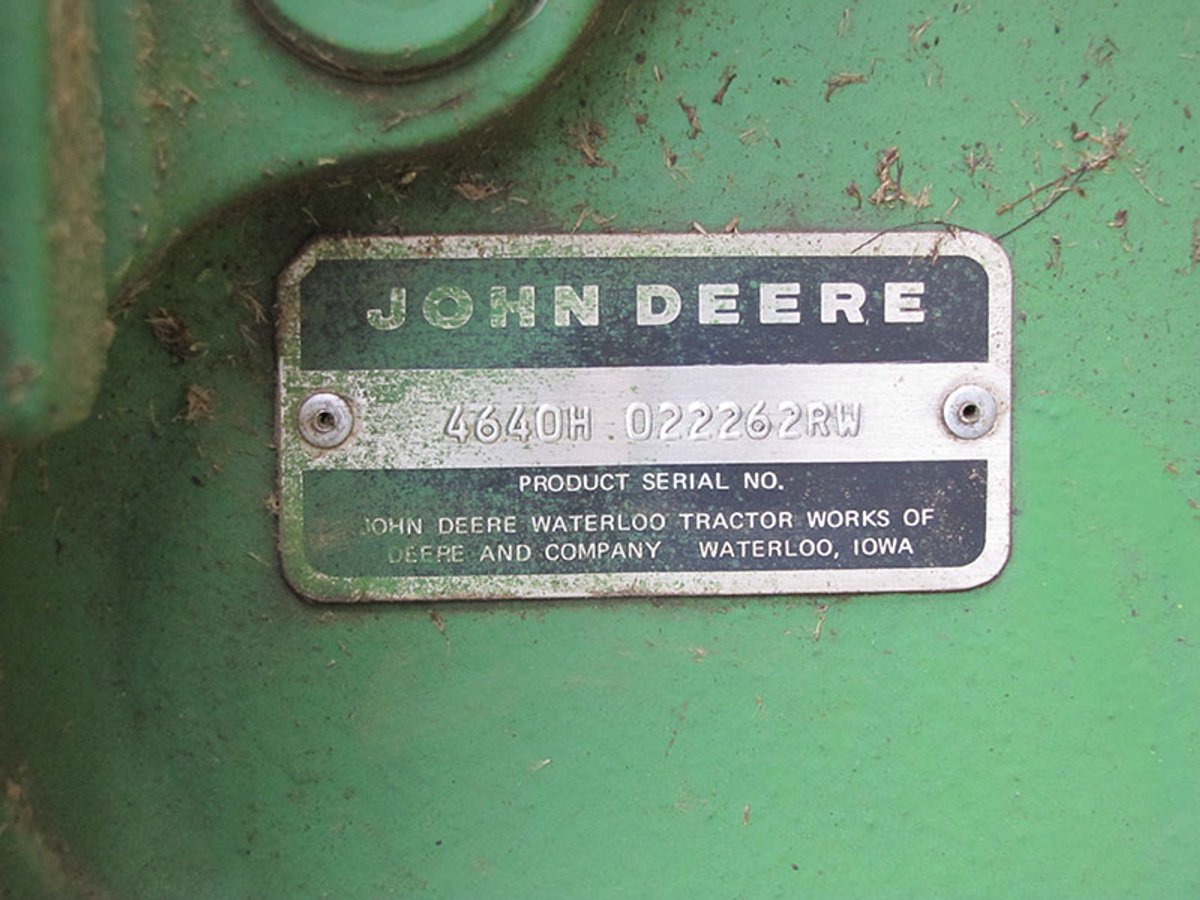 JOHN DEERE
4640H 022262RW
PRODUCT SERIAL NO.
JOHN DEERE WATERLOO TRACTOR WORKS OF
DEERE AND COMPANY WATERLOO, IOWA